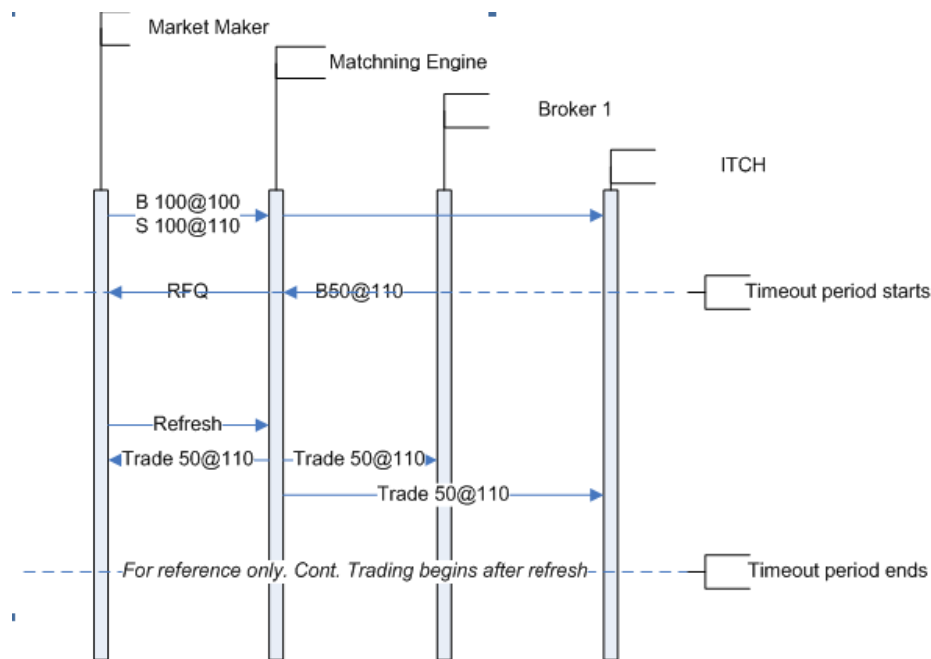 Market Maker
Matchning Engine
Broker 1
ITCH
B 100@100
S 100@110
RFQ
B50@110
Timeout period starts
Refresh
Trade 50@110
Trade 50@110
Trade 50@110
For reference only. Cont. Trading begins after refresh
Timeout period ends